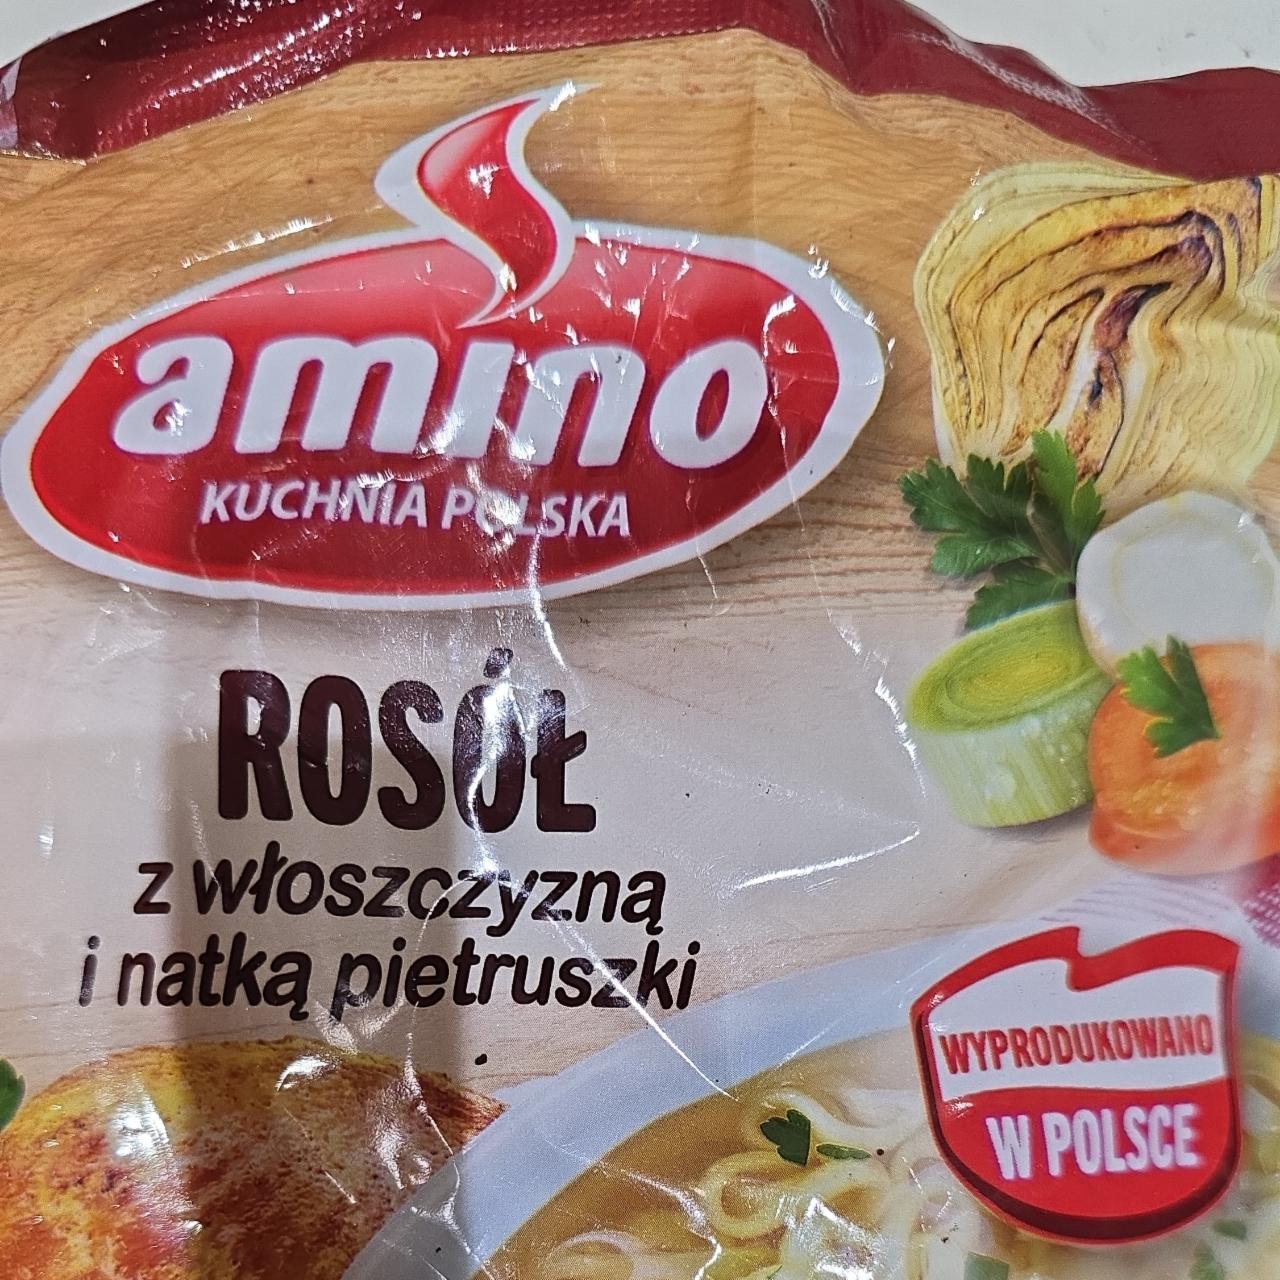 amino
KUCHNIA POLSKA
ROSÓŁ
z włoszczyzną
i natką pietruszki
WYPRODUKOWANO
W POLSCE